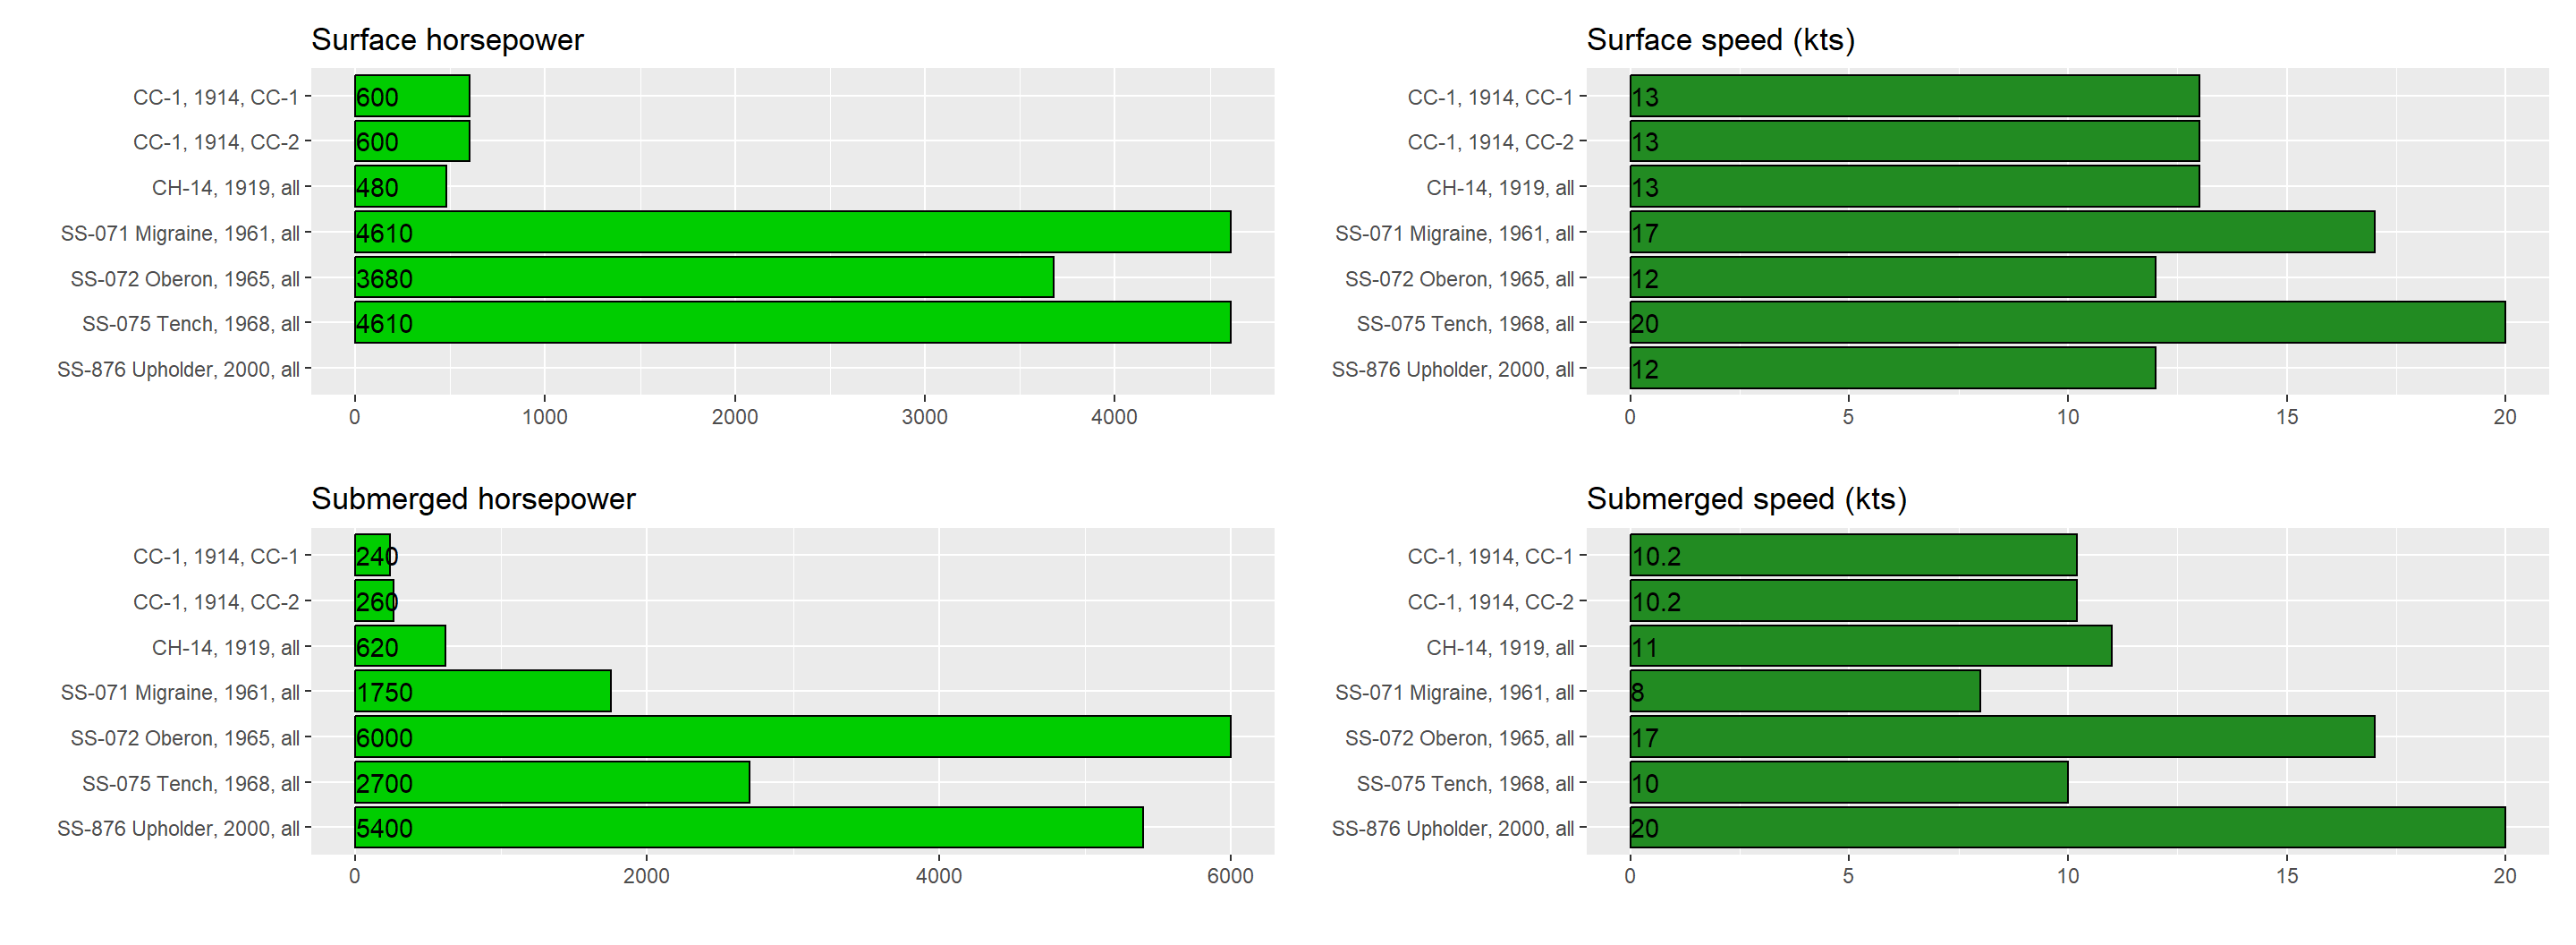 Surface horsepower
CC-1, 1914, CC-1
600
CC-1, 1914, CC-2
600
CH-14, 1919, all
480
SS-071 Migraine, 1961, all
4610
SS-072 Oberon, 1965, all
3680
SS-075 Tench, 1968, all
4610
SS-876 Upholder, 2000, all
0 1000 2000 3000 4000
Surface speed (kts)
CC-1, 1914, CC-1
13
CC-1, 1914, CC-2
13
CH-14, 1919, all
13
SS-071 Migraine, 1961, all
17
SS-072 Oberon, 1965, all
12
SS-075 Tench, 1968, all
20
SS-876 Upholder, 2000, all
12
0 5 10 15 20
Submerged horsepower
CC-1, 1914, CC-1
240
CC-1, 1914, CC-2
260
CH-14, 1919, all
620
SS-071 Migraine, 1961, all
1750
SS-072 Oberon, 1965, all
6000
SS-075 Tench, 1968, all
2700
SS-876 Upholder, 2000, all
5400
0 2000 4000 6000
Submerged speed (kts)
CC-1, 1914, CC-1
10.2
CC-1, 1914, CC-2
10.2
CH-14, 1919, all
11
SS-071 Migraine, 1961, all
8
SS-072 Oberon, 1965, all
17
SS-075 Tench, 1968, all
10
SS-876 Upholder, 2000, all
20
0 5 10 15 20